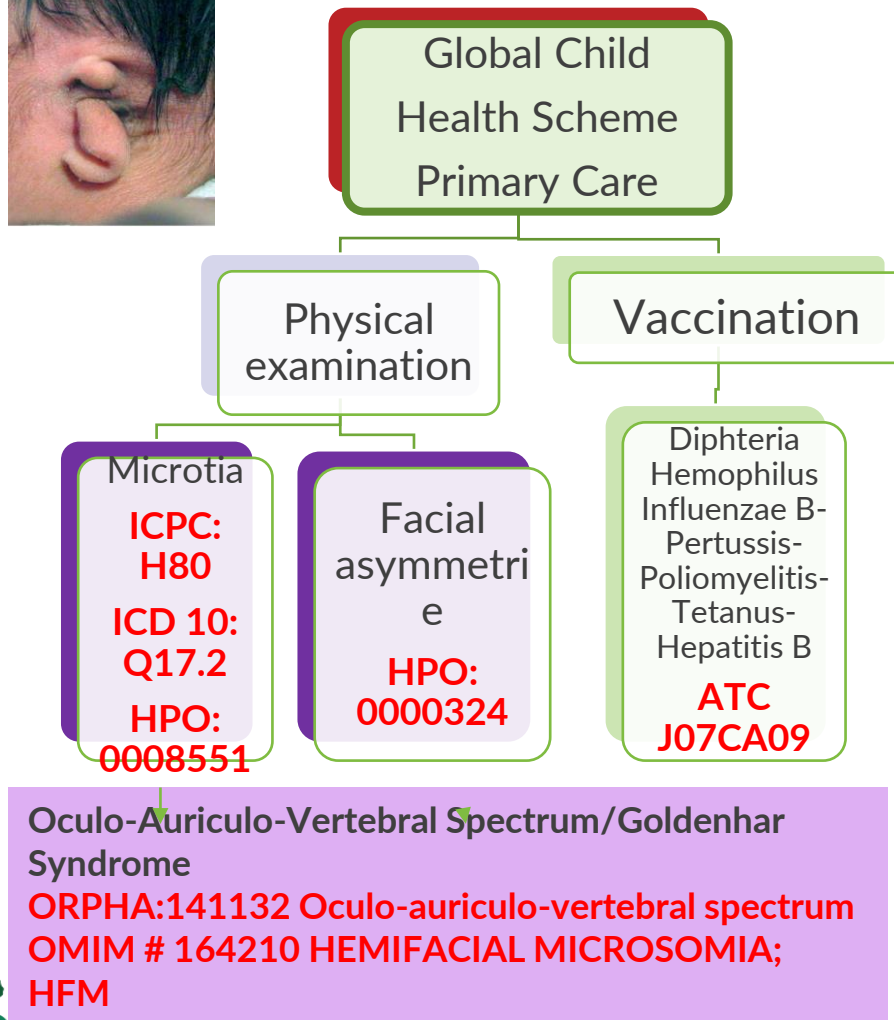 Global Child
Health Scheme
Primary Care
Physical
examination
Vaccination
Microtia
ICPC:
H80
ICD 10:
Q17.2
HPO:
0008551
Facial
asymmetri
e
HPO:
0000324
Diphteria
Hemophilus
Influenzae B-
Pertussis-
Poliomyelitis-
Tetanus-
Hepatitis B
ATC
J07CA09
Oculo-Auriculo-Vertebral Spectrum/Goldenhar
Syndrome
ORPHA:141132 Oculo-auriculo-vertebral spectrum
OMIM # 164210 HEMIFACIAL MICROSOMIA;
HFM